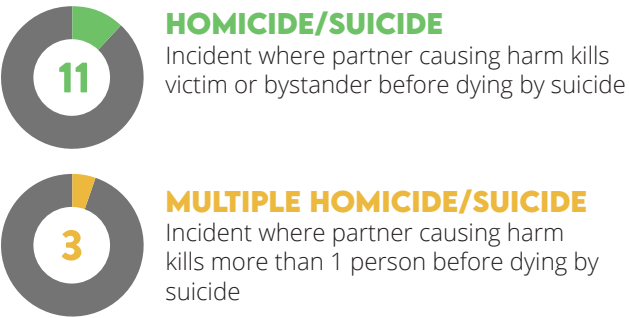 11
HOMICIDE/SUICIDE
Incident where partner causing harm kills
victim or bystander before dying by suicide
3
MULTIPLE HOMICIDE/SUICIDE
Incident where partner causing harm
kills more than 1 person before dying by
suicide